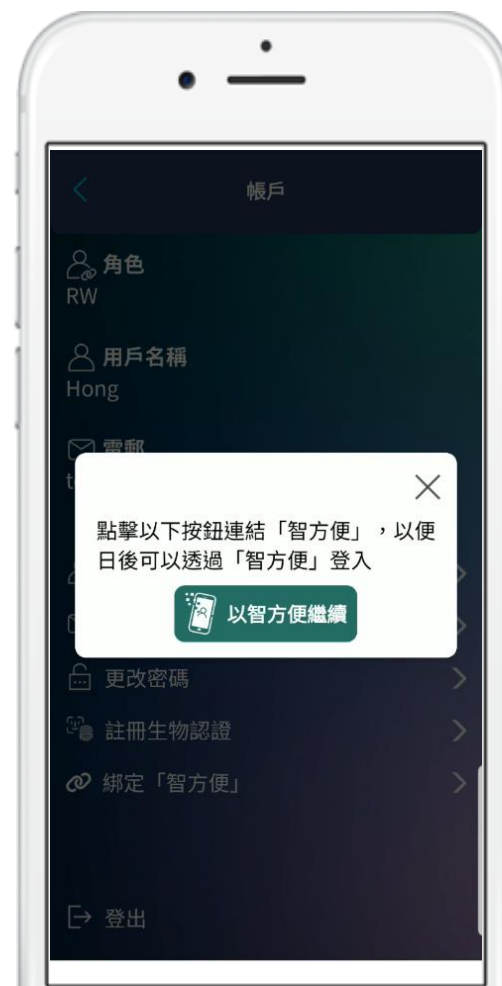 帳戶
角色
RW
用戶名稱
Hong
電郵
t
點擊以下按鈕連結「智方便」，以便
日後可以透過「智方便」登入
以智方便繼續
更改密碼
註冊生物認證
綁定「智方便」
登出